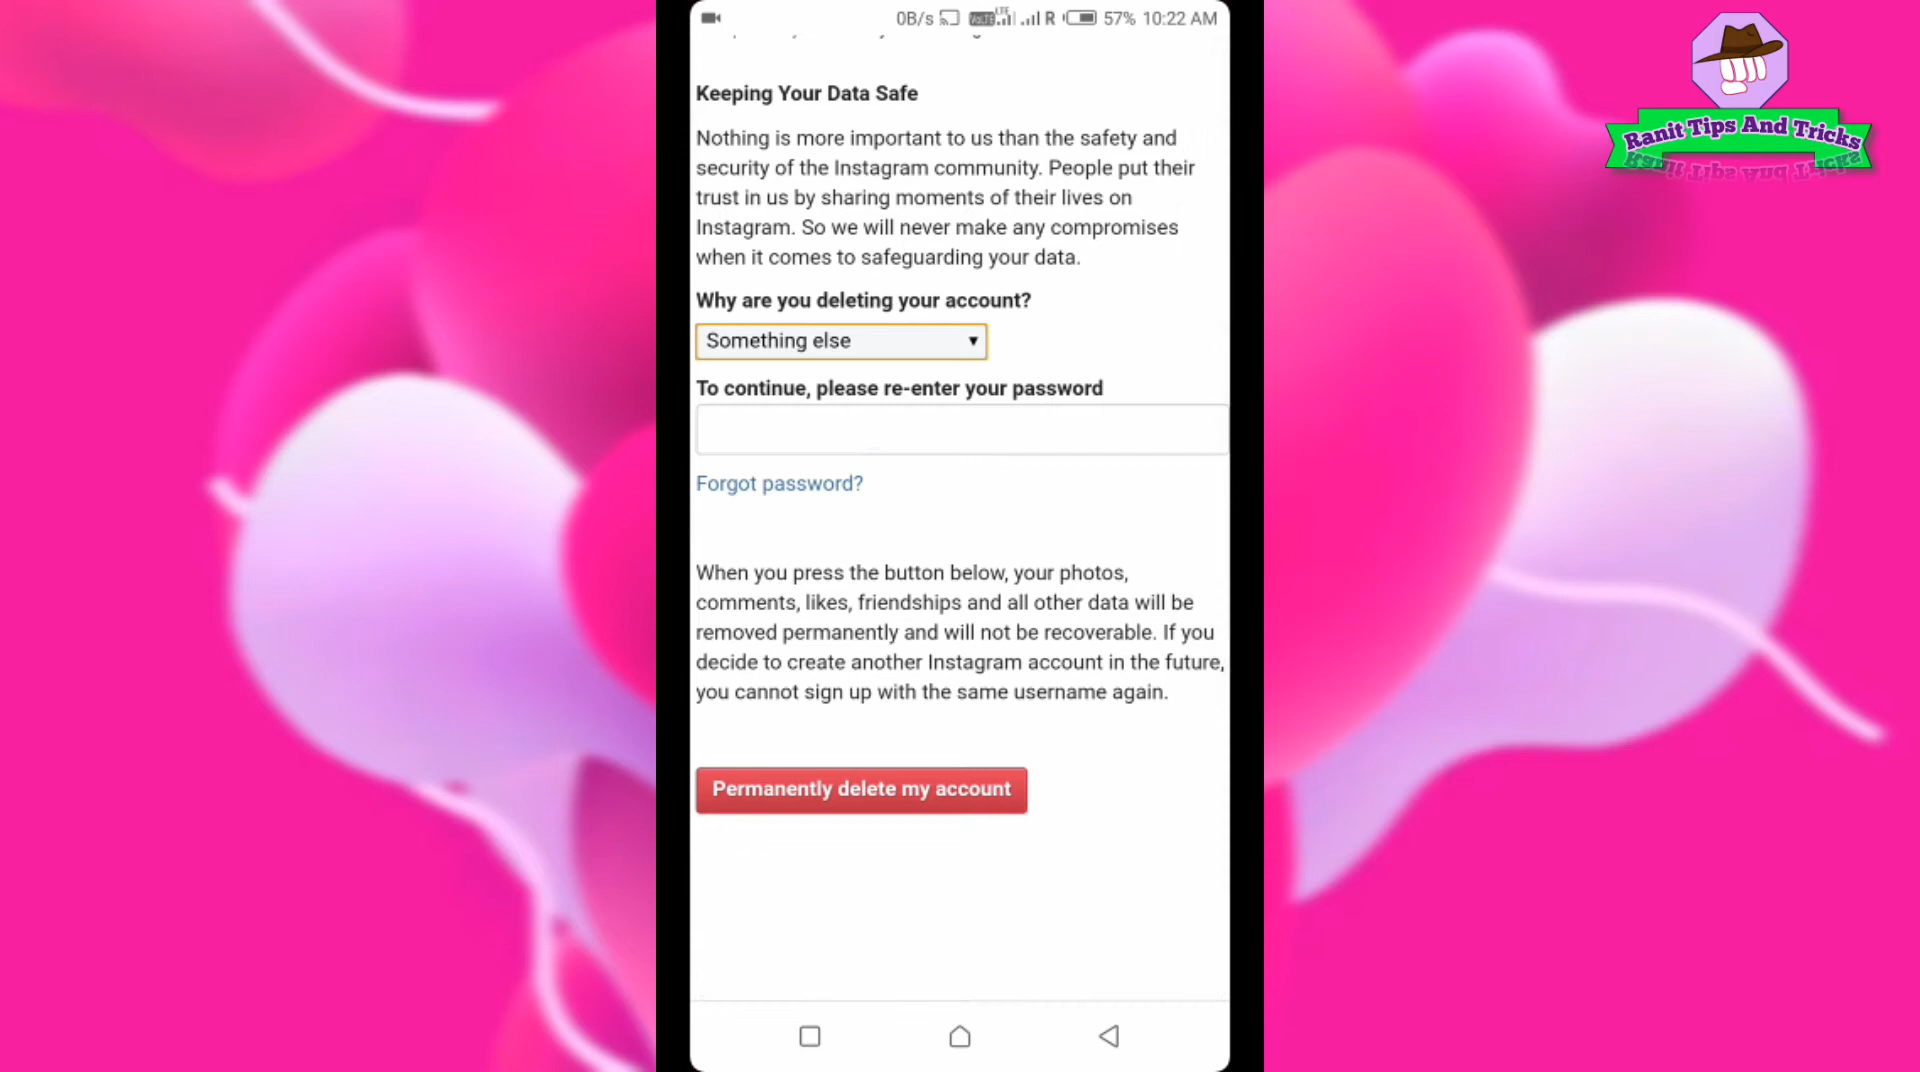 0B/s LTE R 57% 10:22 AM
Ranit Tips And Tricks
Keeping Your Data Safe
Nothing is more important to us than the safety and
security of the Instagram community. People put their
trust in us by sharing moments of their lives on
Instagram. So we will never make any compromises
when it comes to safeguarding your data.
Why are you deleting your account?
Something else
To continue, please re-enter your password
Forgot password?
When you press the button below, your photos,
comments, likes, friendships and all other data will be
removed permanently and will not be recoverable. If you
decide to create another Instagram account in the future,
you cannot sign up with the same username again.
Permanently delete my account